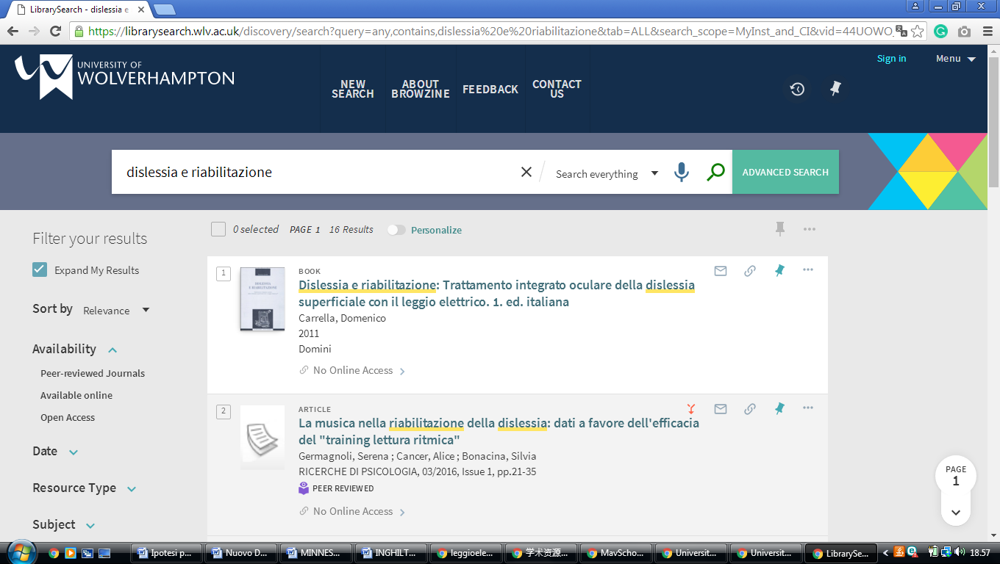 LibrarySearch - dislessia e
https://librarysearch.wlv.ac.uk/discovery/search?query=any,contains,dislessia%20e%20riabilitazione&tab=ALL&search_scope=MyInst_and_CI&vid=44UOWO_
UNIVERSITY OF
WOLVERHAMPTON
NEW
SEARCH
ABOUT
BROWZINE
FEEDBACK
CONTACT
US
Sign in
Menu
dislessia e riabilitazione
Search everything
ADVANCED SEARCH
Filter your results
Expand My Results
Sort by Relevance
Availability
Peer-reviewed Journals
Available online
Open Access
Date
Resource Type
Subject
0 selected PAGE 1 16 Results Personalize
1
BOOK
Dislessia e riabilitazione: Trattamento integrato oculare della dislessia
superficiale con il leggio elettrico. 1. ed. italiana
Carrella, Domenico
2011
Domini
No Online Access
DISLESSIA
E RIABILITAZIONE
2
ARTICLE
La musica nella riabilitazione della dislessia: dati a favore dell'efficacia
del "training lettura ritmica"
Germagnoli, Serena ; Cancer, Alice ; Bonacina, Silvia
RICERCHE DI PSICOLOGIA, 03/2016, Issue 1, pp.21-35
PEER REVIEWED
No Online Access
PAGE
1
Ipotesi p...
Nuovo D...
MINNES...
INGHILT...
leggioele...
学术资源...
MavScho...
Universit...
Universit...
LibrarySe...
18.57